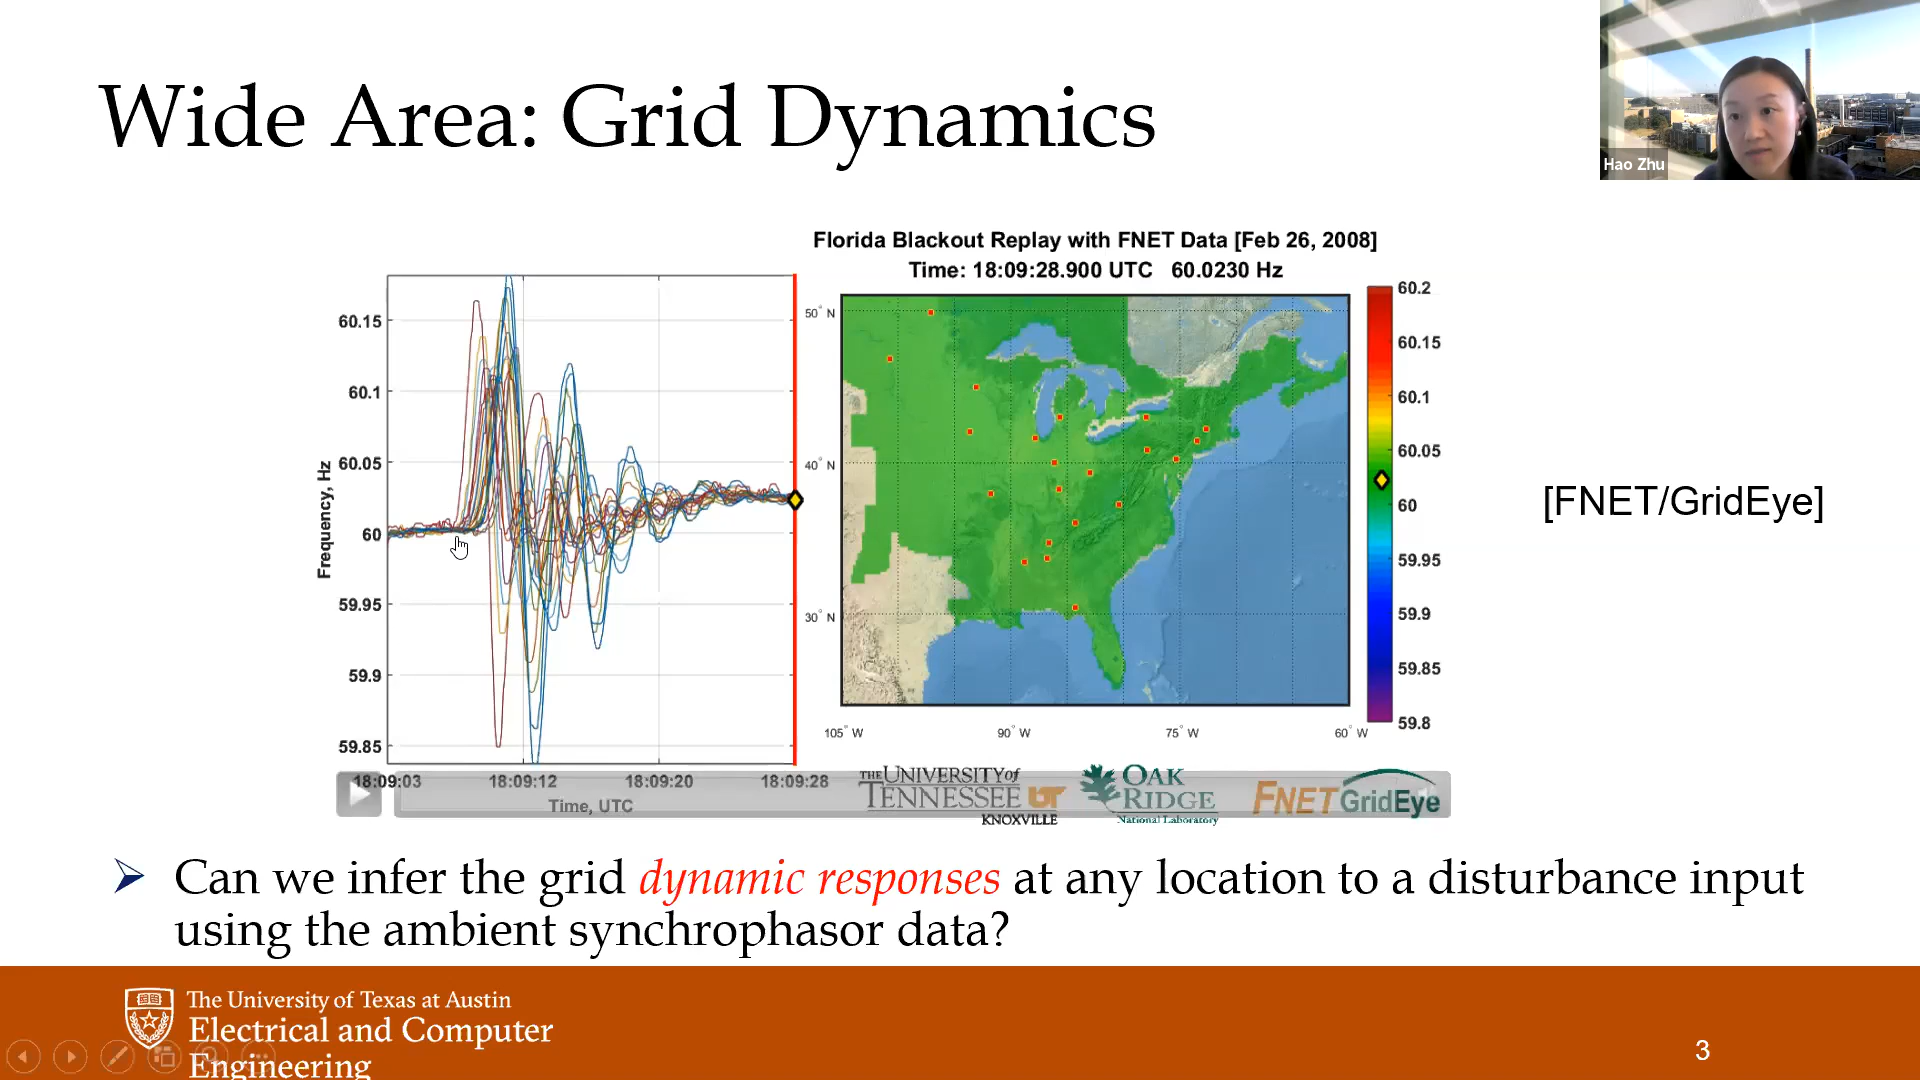 Wide Area: Grid Dynamics
Hao Zhu
Florida Blackout Replay with FNET Data [Feb 26, 2008]
Time: 18:09:28.900 UTC 60.0230 Hz
Frequency, Hz
60.15
60.1
60.05
60
59.95
59.9
59.85
18:09:03
18:09:12
18:09:20
18:09:28
Time, UTC
50° N
40° N
30° N
105° W
90° W
75° W
60° W
60.2
60.15
60.1
60.05
60
59.95
59.9
59.85
59.8
[FNET/GridEye]
THE UNIVERSITY of
TENNESSEE UT
KNOXVILLE
OAK
RIDGE
National Laboratory
FNET GridEye
Can we infer the grid dynamic responses at any location to a disturbance input
using the ambient synchrophasor data?
The University of Texas at Austin
Electrical and Computer
Engineering
3